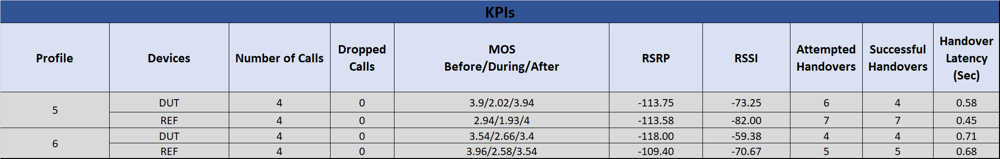 KPIs
Profile Devices Number of Calls Dropped Calls MOS Before/During/After RSRP RSSI Attempted Handovers Successful Handovers Handover Latency (Sec)
5 DUT 4 0 3.9/2.02/3.94 -113.75 -73.25 6 4 0.58
REF 4 0 2.94/1.93/4 -113.58 -82.00 7 7 0.45
6 DUT 4 0 3.54/2.66/3.4 -118.00 -59.38 4 4 0.71
REF 4 0 3.96/2.58/3.54 -109.40 -70.67 5 5 0.68